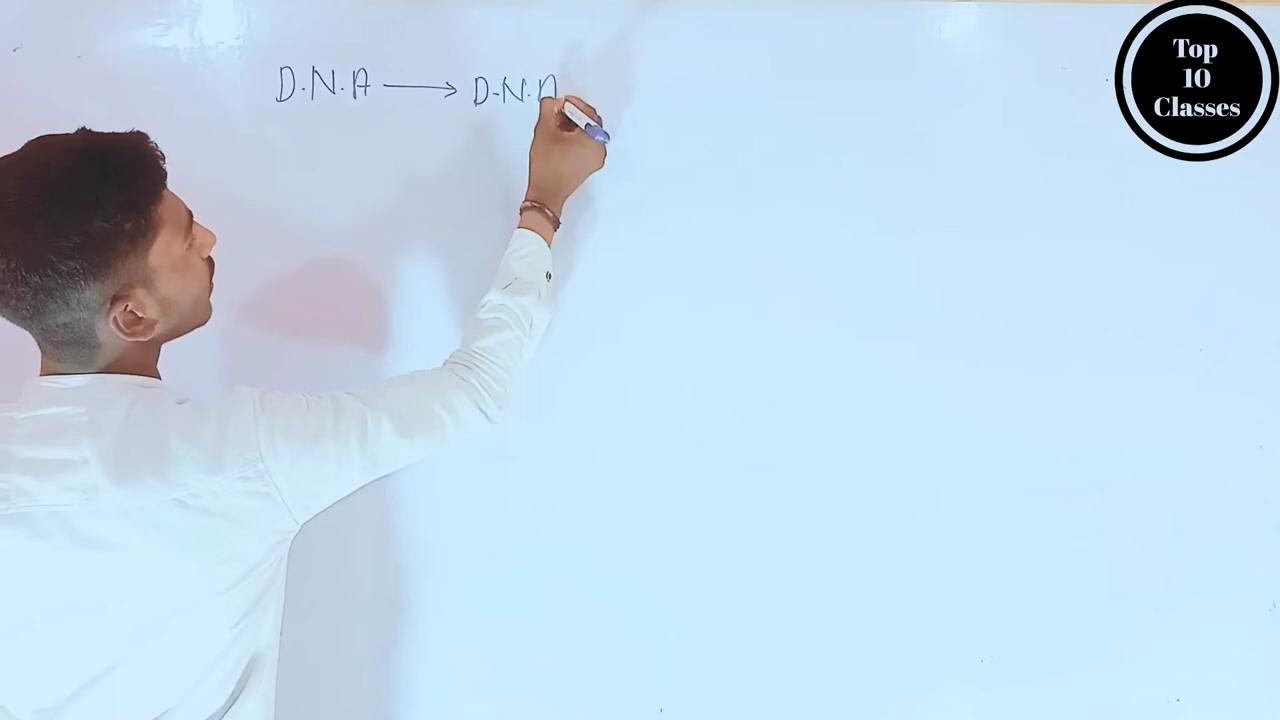 D.N.A → D-N.A
Top
10
Classes